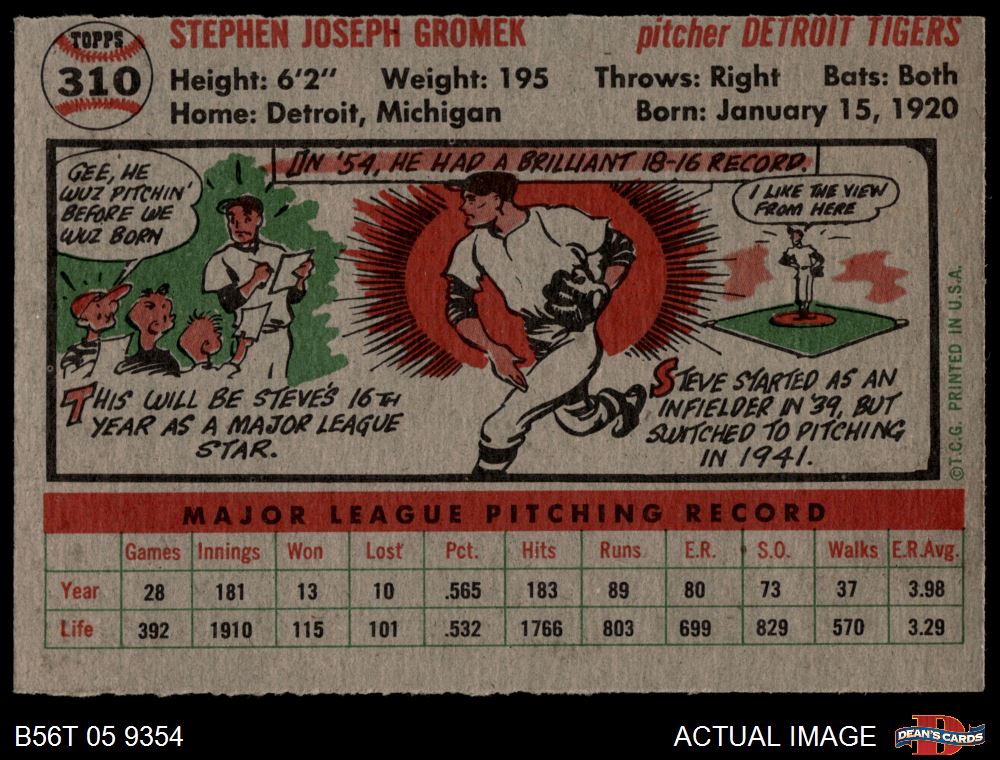 TOPPS
310
STEPHEN JOSEPH GROMEK
pitcher DETROIT TIGERS
Height: 6'2" Weight: 195 Throws: Right Bats: Both
Home: Detroit, Michigan Born: January 15, 1920
GEE, HE
WUZ PITCHIN'
BEFORE WE
WUZ BORN
IN '54, HE HAD A BRILLIANT 18-16 RECORD.
I LIKE THE VIEW
FROM HERE
THIS WILL BE STEVE'S 16TH
YEAR AS A MAJOR LEAGUE
STAR.
STEVE STARTED AS AN
INFIELDER IN '39, BUT
SWITCHED TO PITCHING
IN 1941.
©T.C.G. PRINTED IN U.S.A.
MAJOR LEAGUE PITCHING RECORD
Games Innings Won Lost Pct. Hits Runs E.R. S.O. Walks E.R.Avg.
Year 28 181 13 10 .565 183 89 80 73 37 3.98
Life 392 1910 115 101 .532 1766 803 699 829 570 3.29
B56T 05 9354
ACTUAL IMAGE
DEAN'S CARDS